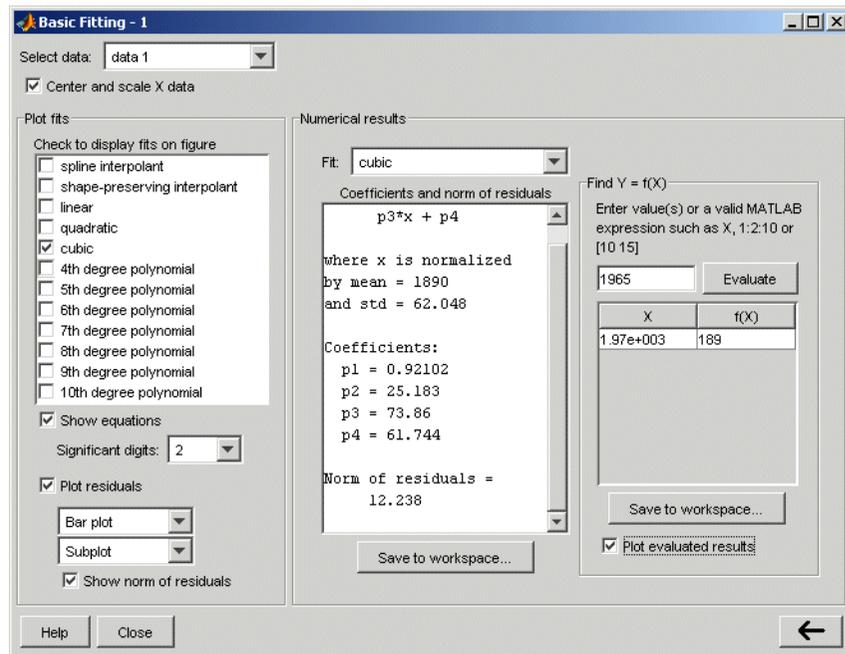 Basic Fitting - 1
Select data: data 1
Center and scale X data
Plot fits
Check to display fits on figure
spline interpolant
shape-preserving interpolant
linear
quadratic
cubic
4th degree polynomial
5th degree polynomial
6th degree polynomial
7th degree polynomial
8th degree polynomial
9th degree polynomial
10th degree polynomial
Show equations
Significant digits: 2
Plot residuals
Bar plot
Subplot
Show norm of residuals
Numerical results
Fit: cubic
Coefficients and norm of residuals
p3*x + p4
where x is normalized
by mean = 1890
and std = 62.048
Coefficients:
p1 = 0.92102
p2 = 25.183
p3 = 73.86
p4 = 61.744
Norm of residuals =
12.238
Save to workspace...
Find Y = f(X)
Enter value(s) or a valid MATLAB
expression such as X, 1:2:10 or
[10 15]
1965 Evaluate
X f(X)
1.97e+003 189
Save to workspace...
Plot evaluated results
Help Close